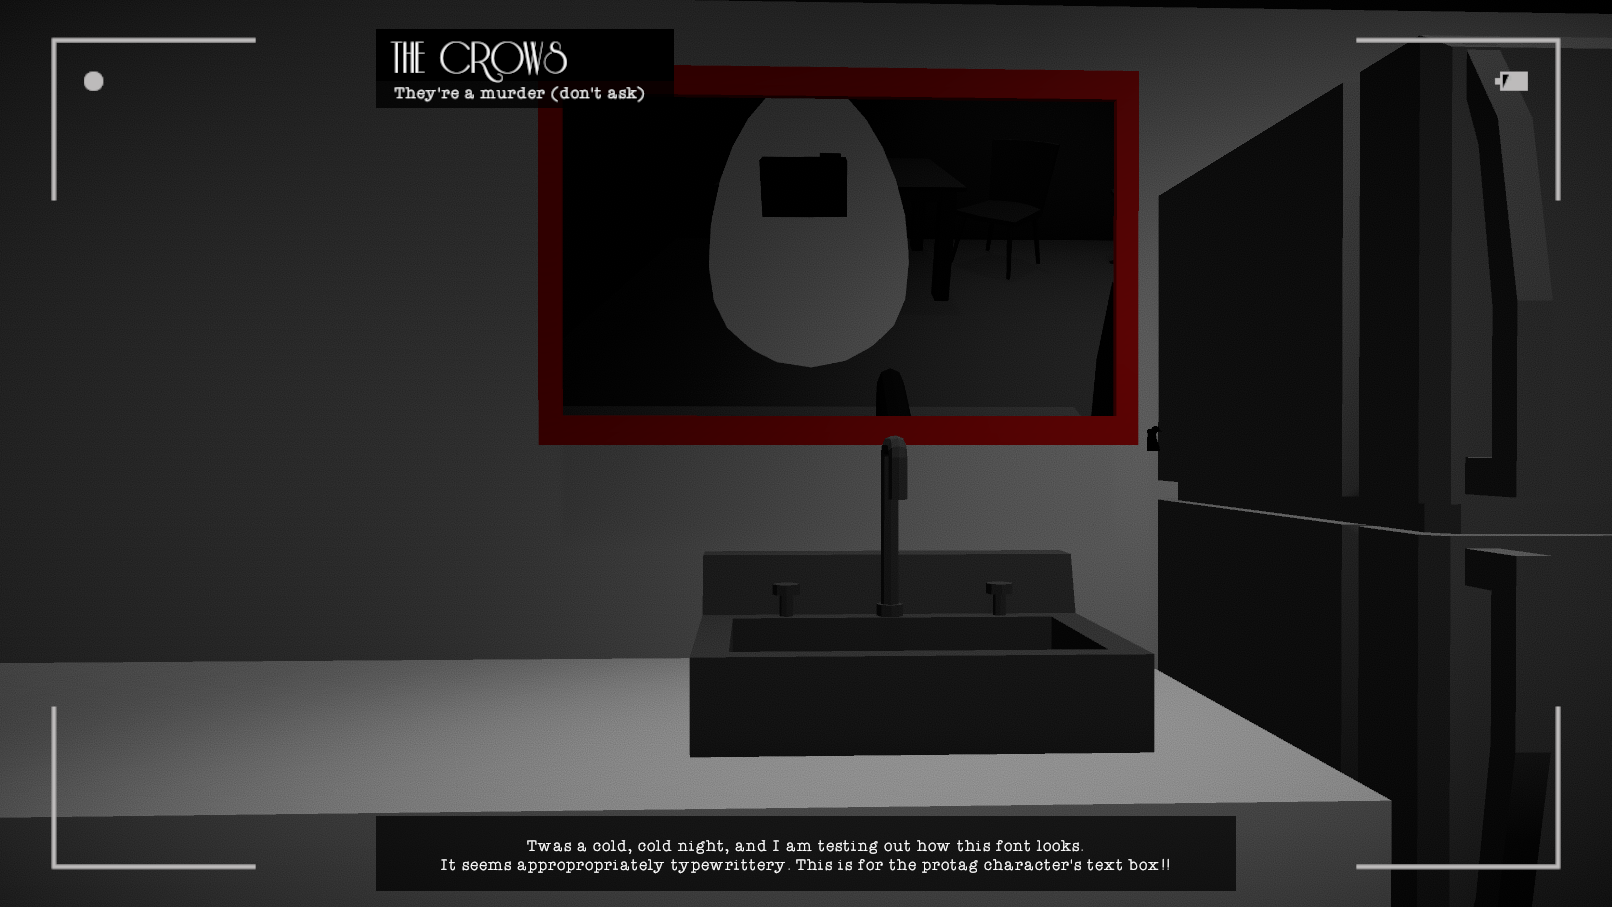 THE CROWS
They're a murder (don't ask)
Twas a cold, cold night, and I am testing out how this font looks.
It seems appropropriately typewrittery. This is for the protag character's text box!!